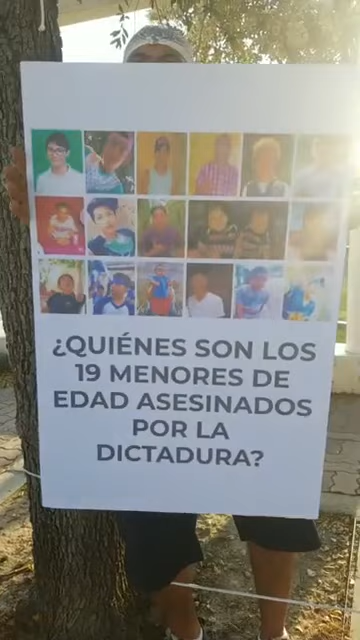 ¿QUIÉNES SON LOS
19 MENORES DE
EDAD ASESINADOS
POR LA
DICTADURA?